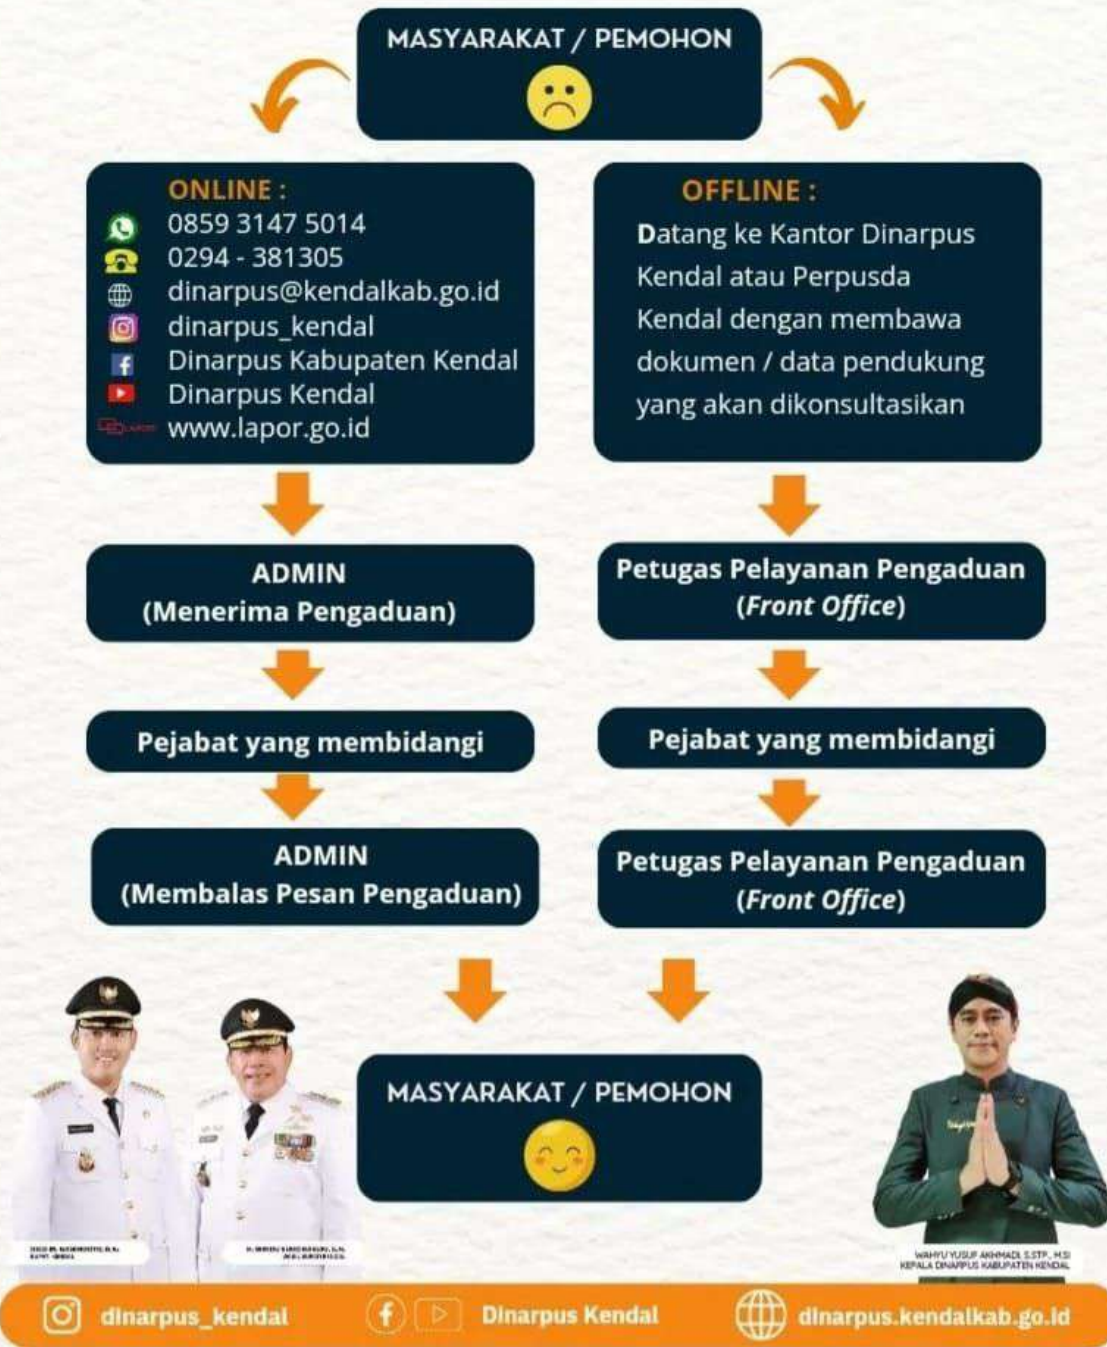 MASYARAKAT / PEMOHON
ONLINE :
0859 3147 5014
0294 - 381305
dinarpus@kendalkab.go.id
dinarpus_kendal
Dinarpus Kabupaten Kendal
Dinarpus Kendal
www.lapor.go.id
OFFLINE :
Datang ke Kantor Dinarpus
Kendal atau Perpusda
Kendal dengan membawa
dokumen / data pendukung
yang akan dikonsultasikan
ADMIN
(Menerima Pengaduan)
Petugas Pelayanan Pengaduan
(Front Office)
Pejabat yang membidangi
Pejabat yang membidangi
ADMIN
(Membalas Pesan Pengaduan)
Petugas Pelayanan Pengaduan
(Front Office)
MASYARAKAT / PEMOHON
BUPATI KENDAL
WAHYU YUSUF AKHMADI, S.STP., M.SI
KEPALA DINARPUS KABUPATEN KENDAL
dinarpus_kendal
Dinarpus Kendal
dinarpus.kendalkab.go.id